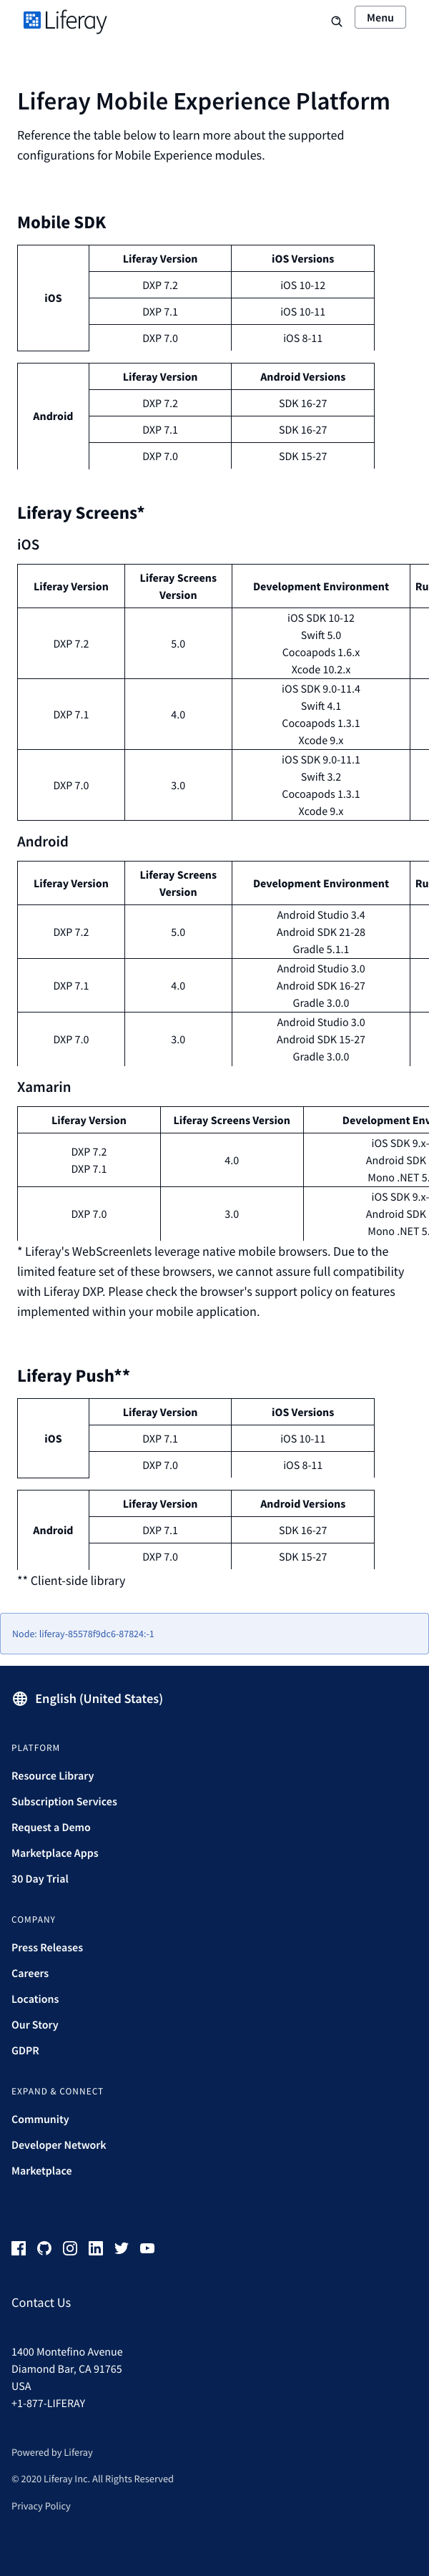 Liferay
Menu
Liferay Mobile Experience Platform
Reference the table below to learn more about the supported
configurations for Mobile Experience modules.
Mobile SDK
iOS
Liferay Version iOS Versions
DXP 7.2 iOS 10-12
DXP 7.1 iOS 10-11
DXP 7.0 iOS 8-11
Android
Liferay Version Android Versions
DXP 7.2 SDK 16-27
DXP 7.1 SDK 16-27
DXP 7.0 SDK 15-27
Liferay Screens*
iOS
Liferay Version Liferay Screens Version Development Environment Ru
DXP 7.2 5.0
iOS SDK 10-12
Swift 5.0
Cocoapods 1.6.x
Xcode 10.2.x
DXP 7.1 4.0
iOS SDK 9.0-11.4
Swift 4.1
Cocoapods 1.3.1
Xcode 9.x
DXP 7.0 3.0
iOS SDK 9.0-11.1
Swift 3.2
Cocoapods 1.3.1
Xcode 9.x
Android
Liferay Version Liferay Screens Version Development Environment Ru
DXP 7.2 5.0
Android Studio 3.4
Android SDK 21-28
Gradle 5.1.1
DXP 7.1 4.0
Android Studio 3.0
Android SDK 16-27
Gradle 3.0.0
DXP 7.0 3.0
Android Studio 3.0
Android SDK 15-27
Gradle 3.0.0
Xamarin
Liferay Version Liferay Screens Version Development Env
DXP 7.2
DXP 7.1
4.0
iOS SDK 9.x-
Android SDK
Mono .NET 5.
DXP 7.0 3.0
iOS SDK 9.x-
Android SDK
Mono .NET 5.
* Liferay's WebScreenlets leverage native mobile browsers. Due to the
limited feature set of these browsers, we cannot assure full compatibility
with Liferay DXP. Please check the browser's support policy on features
implemented within your mobile application.
Liferay Push**
iOS
Liferay Version iOS Versions
DXP 7.1 iOS 10-11
DXP 7.0 iOS 8-11
Android
Liferay Version Android Versions
DXP 7.1 SDK 16-27
DXP 7.0 SDK 15-27
** Client-side library
Node: liferay-85578f9dc6-87824:-1
English (United States)
PLATFORM
Resource Library
Subscription Services
Request a Demo
Marketplace Apps
30 Day Trial
COMPANY
Press Releases
Careers
Locations
Our Story
GDPR
EXPAND & CONNECT
Community
Developer Network
Marketplace
Contact Us
1400 Montefino Avenue
Diamond Bar, CA 91765
USA
+1-877-LIFERAY
Powered by Liferay
© 2020 Liferay Inc. All Rights Reserved
Privacy Policy